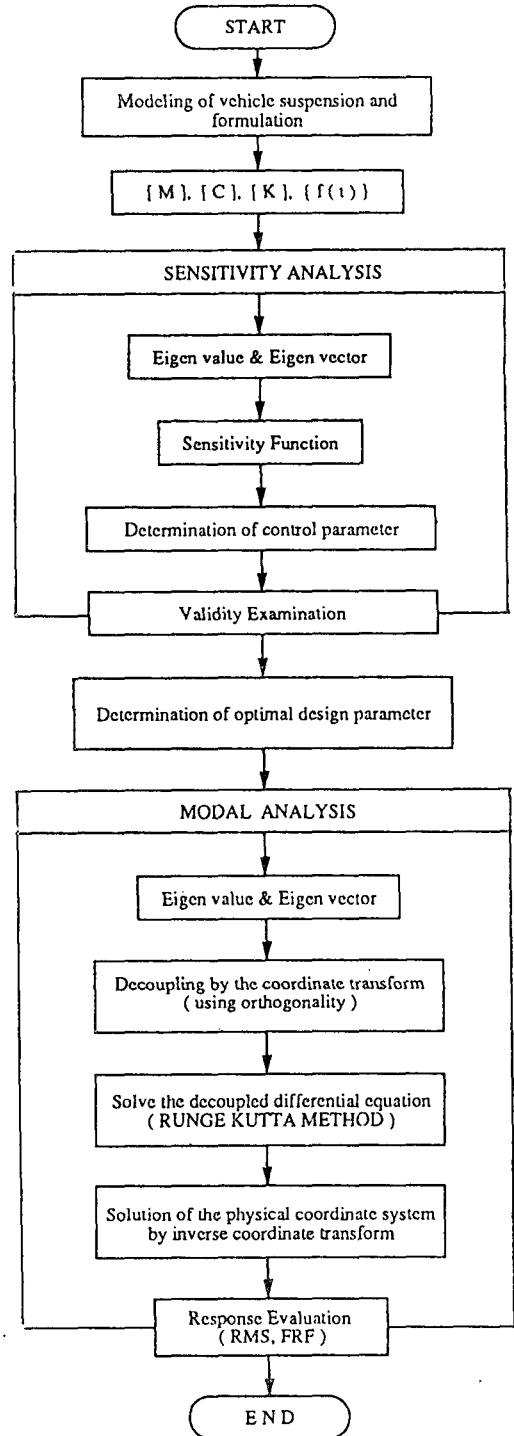 START
Modeling of vehicle suspension and
formulation
[ M ], [ C ], [ K ], { f ( t ) }
SENSITIVITY ANALYSIS
Eigen value & Eigen vector
Sensitivity Function
Determination of control parameter
Validity Examination
Determination of optimal design parameter
MODAL ANALYSIS
Eigen value & Eigen vector
Decoupling by the coordinate transform
( using orthogonality )
Solve the decoupled differential equation
( RUNGE KUTTA METHOD )
Solution of the physical coordinate system
by inverse coordinate transform
Response Evaluation
( RMS, FRF )
E N D